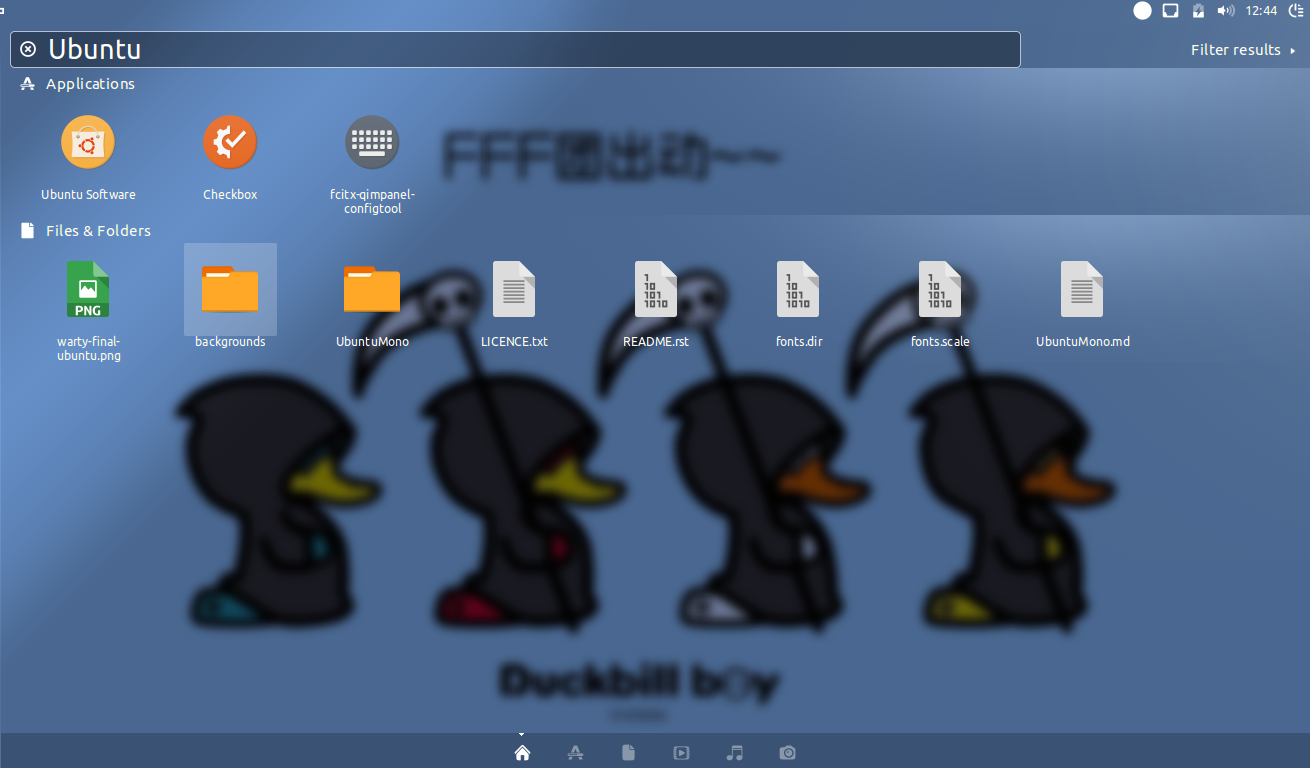 12:44
Ubuntu
Filter results
Applications
Ubuntu Software
Checkbox
fcitx-qimpanel-
configtool
FFF团出动~~
Files & Folders
PNG
warty-final-
ubuntu.png
backgrounds
UbuntuMono
LICENCE.txt
README.rst
fonts.dir
fonts.scale
UbuntuMono.md
Duckbill boy